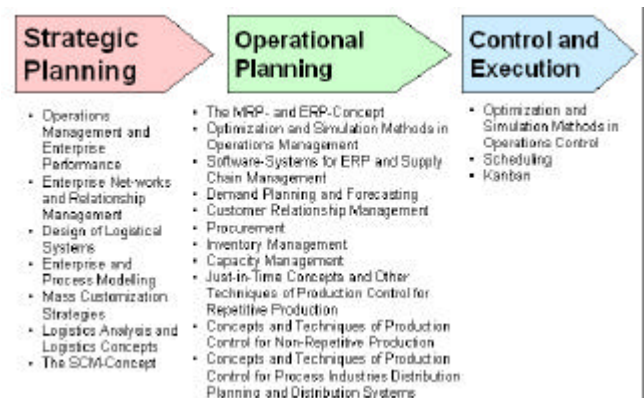 Strategic
Planning
• Operations
Management and
Enterprise
Performance
• Enterprise Net-works
and Relationship
Management
• Design of Logistical
Systems
• Enterprise and
Process Modelling
• Mass Customization
Strategies
• Logistics Analysis and
Logistics Concepts
• The SCM-Concept
Operational
Planning
• The MRP- and ERP-Concept
• Optimization and Simulation Methods in
Operations Management
• Software-Systems for ERP and Supply
Chain Management
• Demand Planning and Forecasting
• Customer Relationship Management
• Procurement
• Inventory Management
• Capacity Management
• Just-in-Time Concepts and Other
Techniques of Production Control for
Repetitive Production
• Concepts and Techniques of Production
Control for Non-Repetitive Production
• Concepts and Techniques of Production
Control for Process Industries Distribution
Planning and Distribution Systems
Control and
Execution
• Optimization and
Simulation Methods in
Operations Control
• Scheduling
• Kanban